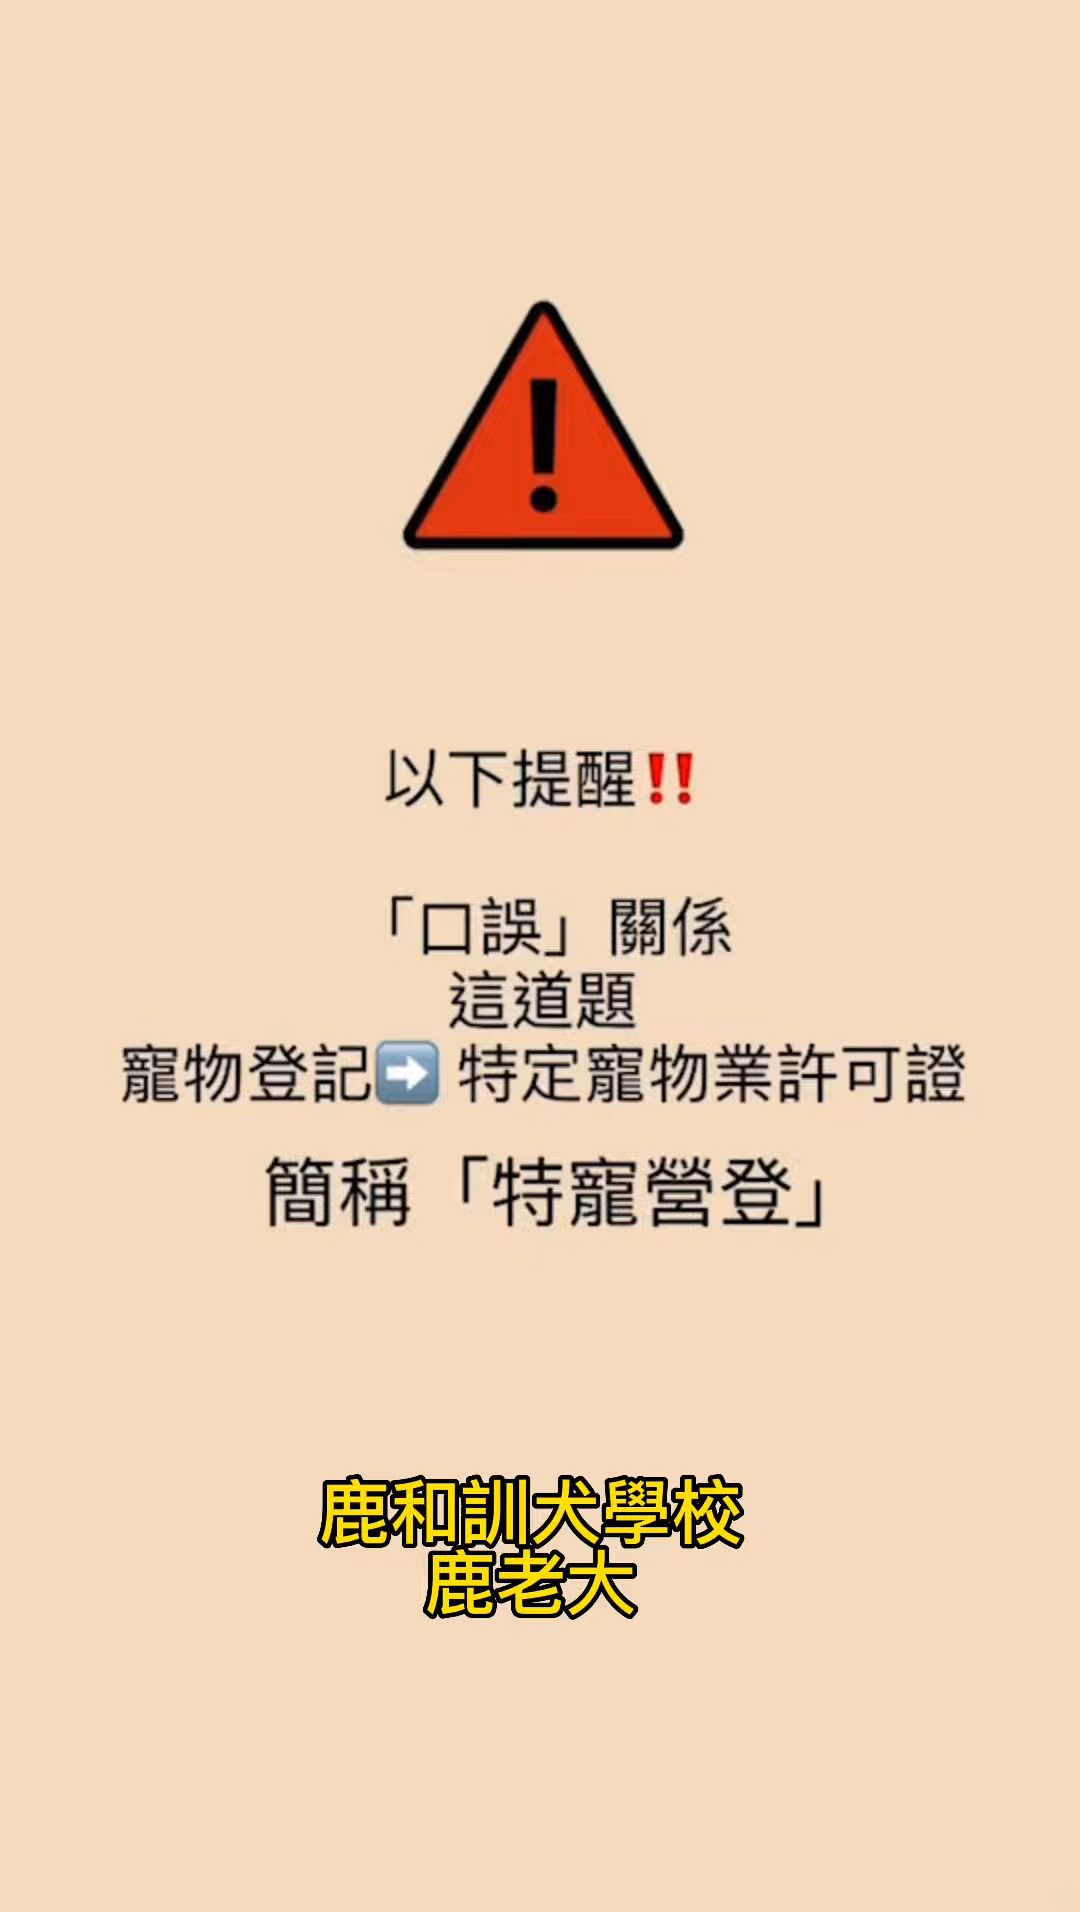 以下提醒‼️
「口誤」關係
這道題
寵物登記➡️ 特定寵物業許可證
簡稱「特寵營登」
鹿和訓犬學校
鹿老大